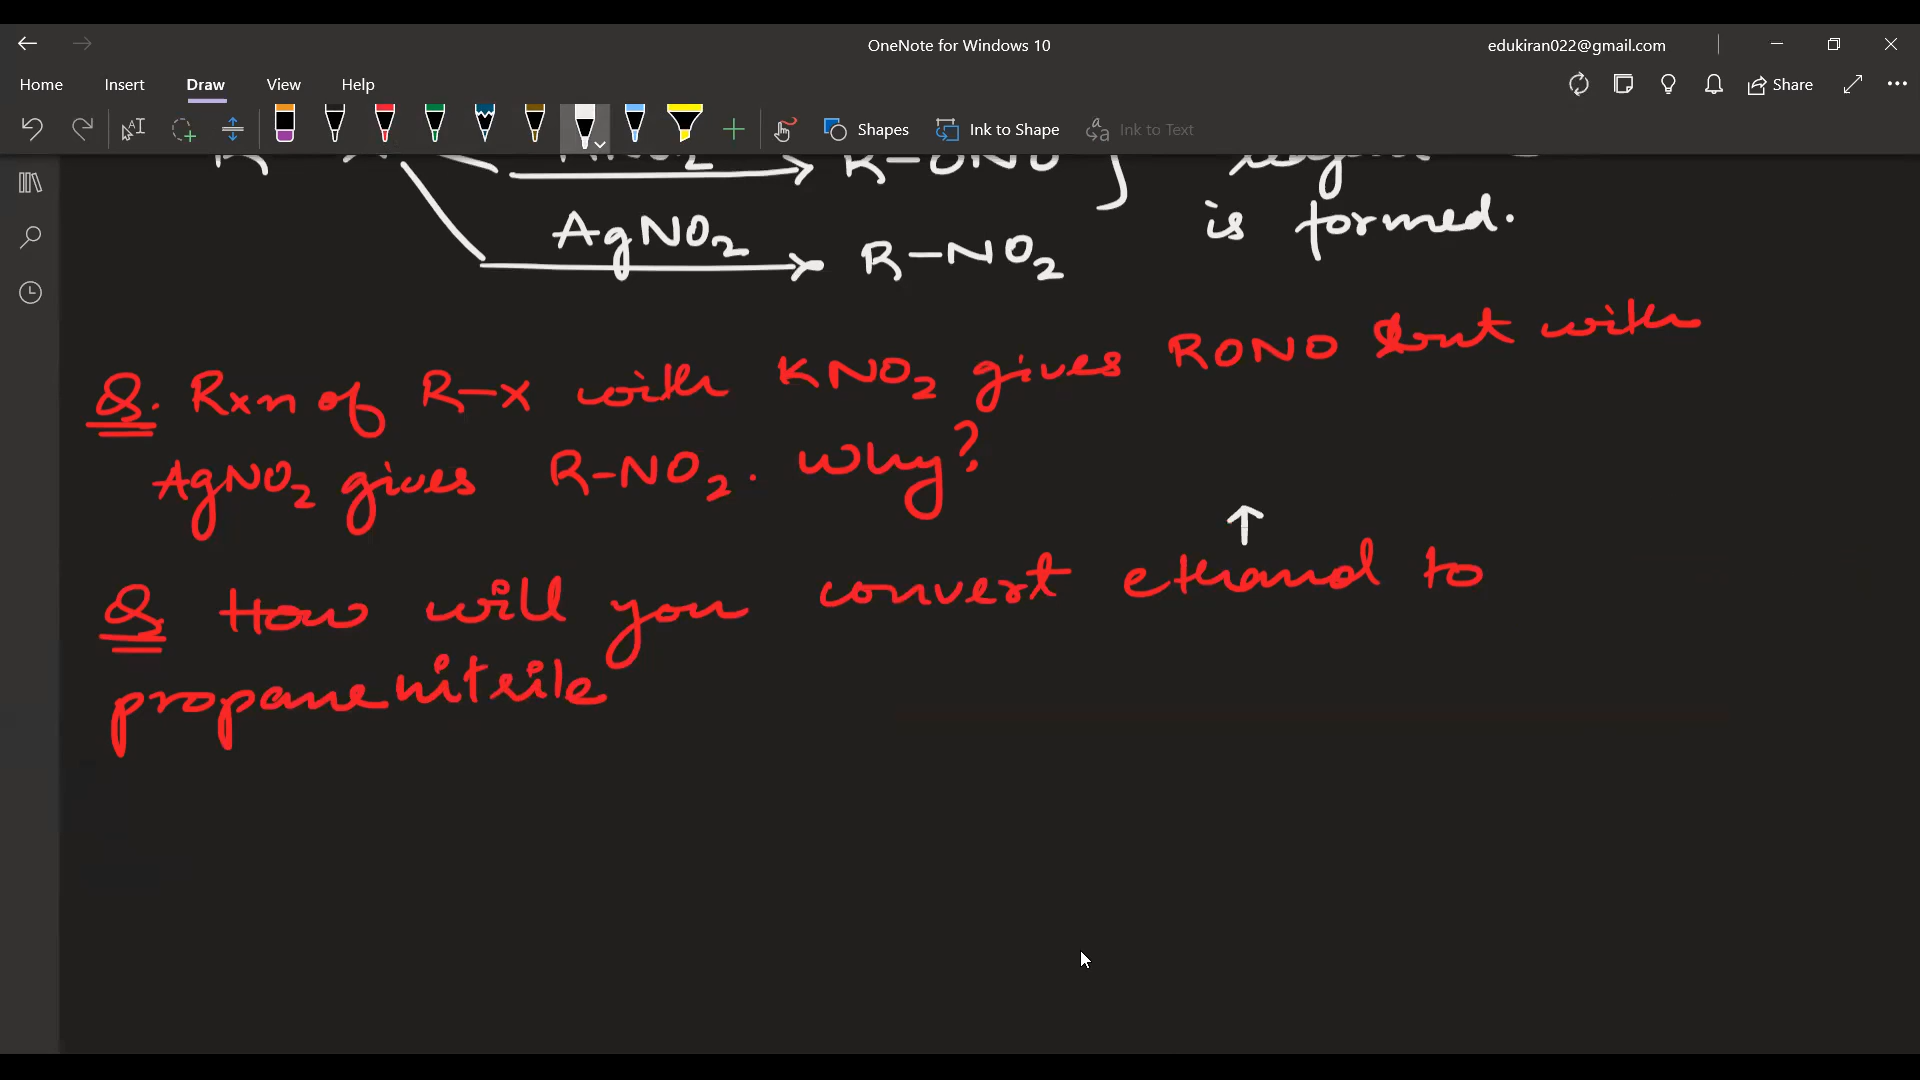 OneNote for Windows 10
edukiran022@gmail.com
Home Insert Draw View Help
Share
Shapes Ink to Shape Ink to Text
R-ONO
is formed.
AgNO2 R-NO2
Q. Rxn of R-X with KNO2 gives RONO but with
AgNO2 gives R-NO2. Why?
Q How will you convert ethanol to
propanenitrile